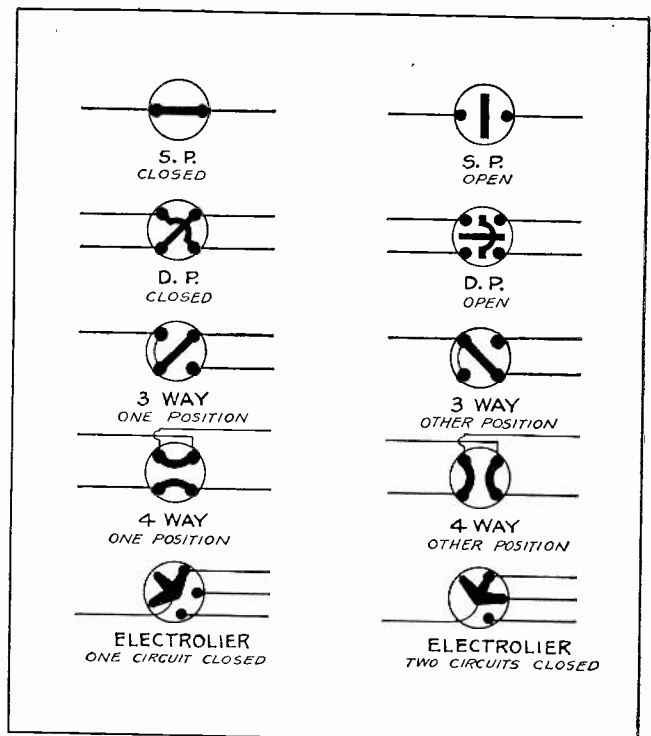 S. P.
CLOSED
S. P.
OPEN
D. P.
CLOSED
D. P.
OPEN
3 WAY
ONE POSITION
3 WAY
OTHER POSITION
4 WAY
ONE POSITION
4 WAY
OTHER POSITION
ELECTROLIER
ONE CIRCUIT CLOSED
ELECTROLIER
TWO CIRCUITS CLOSED